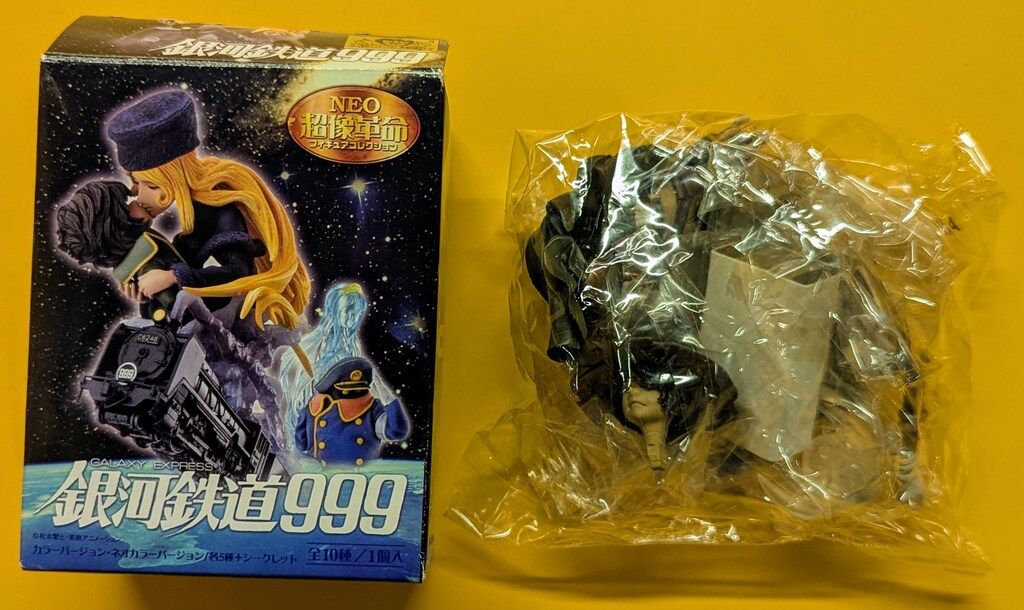 銀河鉄道999
NEO
超像革命
フィギュアコレクション
C6248
999
GALAXY EXPRESS
銀河鉄道999
©松本零士・東映アニメーション
カラーバージョン・ネオカラーバージョン/各5種+シークレット
全10種/1個入